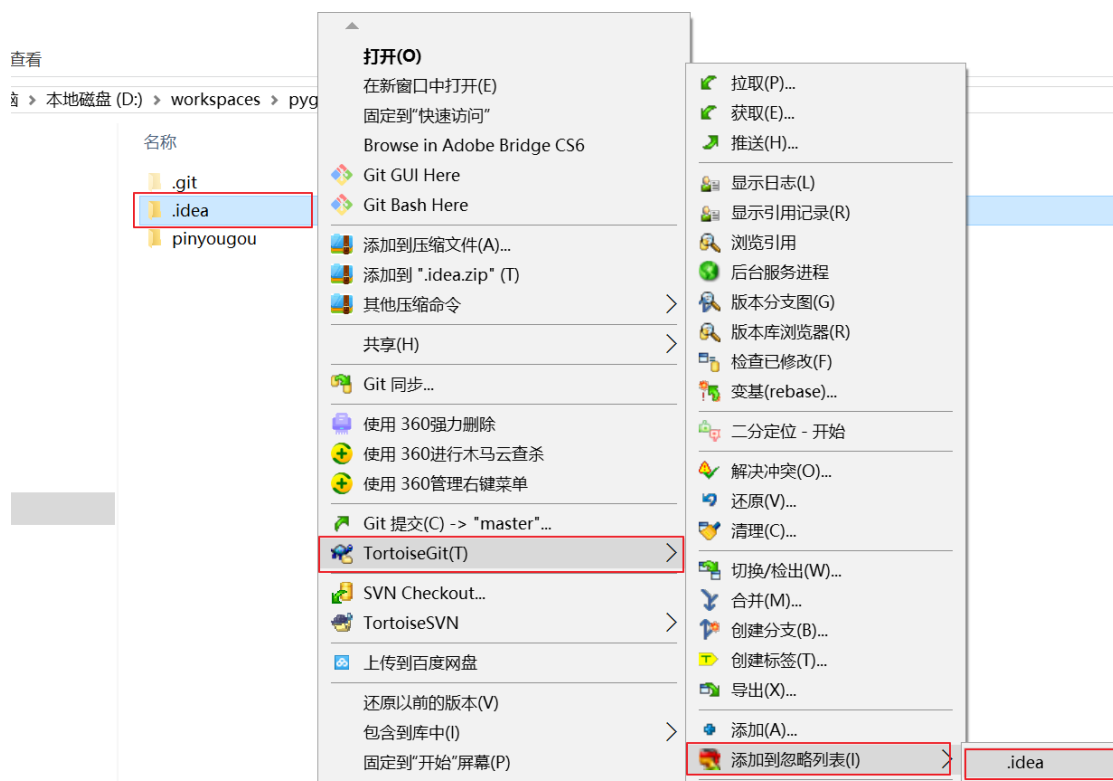 查看
本地磁盘 (D:) > workspaces > pyg
名称
.git
.idea
pinyougou
打开(O)
在新窗口中打开(E)
固定到"快速访问"
Browse in Adobe Bridge CS6
Git GUI Here
Git Bash Here
添加到压缩文件(A)...
添加到 ".idea.zip" (T)
其他压缩命令
共享(H)
Git 同步...
使用 360强力删除
使用 360进行木马云查杀
使用 360管理右键菜单
Git 提交(C) -> "master"...
TortoiseGit(T)
SVN Checkout...
TortoiseSVN
上传到百度网盘
还原以前的版本(V)
包含到库中(I)
固定到"开始"屏幕(P)
拉取(P)...
获取(E)...
推送(H)...
显示日志(L)
显示引用记录(R)
浏览引用
后台服务进程
版本分支图(G)
版本库浏览器(R)
检查已修改(F)
变基(rebase)...
二分定位 - 开始
解决冲突(O)...
还原(V)...
清理(C)...
切换/检出(W)...
合并(M)...
创建分支(B)...
创建标签(T)...
导出(X)...
添加(A)...
添加到忽略列表(I)
.idea